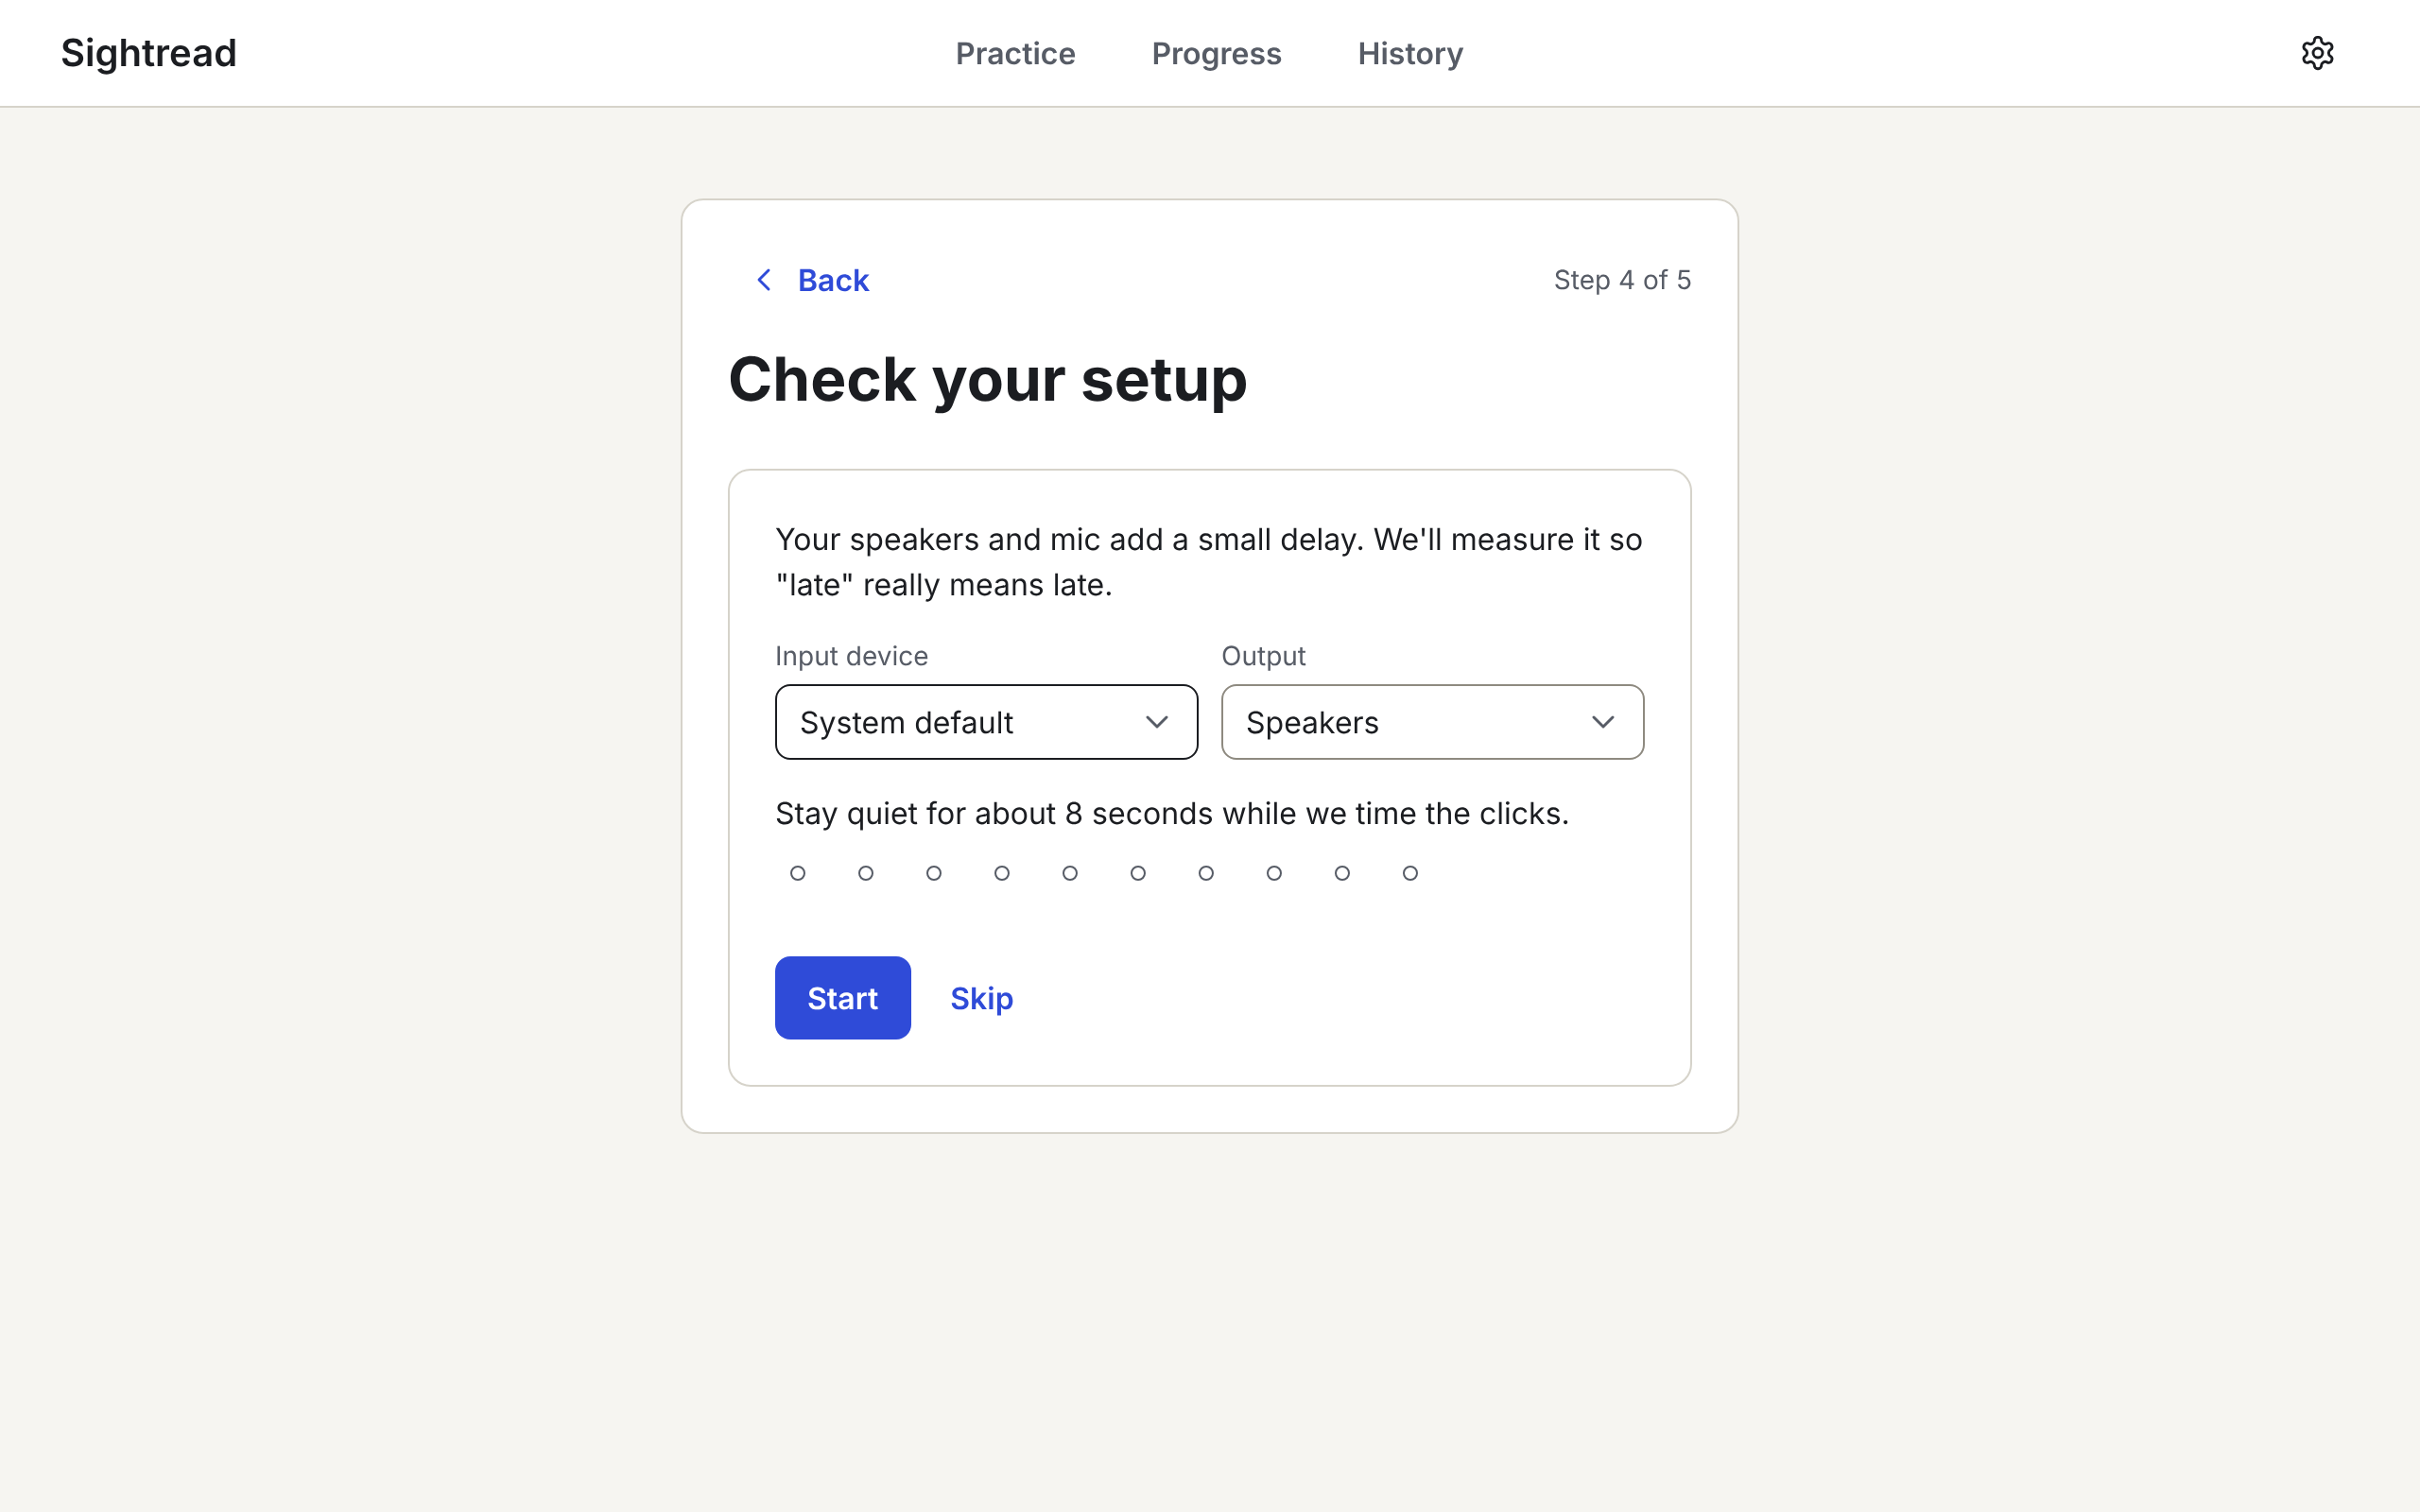 Sightread
Practice
Progress
History
Back
Step 4 of 5
Check your setup
Your speakers and mic add a small delay. We'll measure it so
"late" really means late.
Input device
Output
System default
Speakers
Stay quiet for about 8 seconds while we time the clicks.
Start
Skip